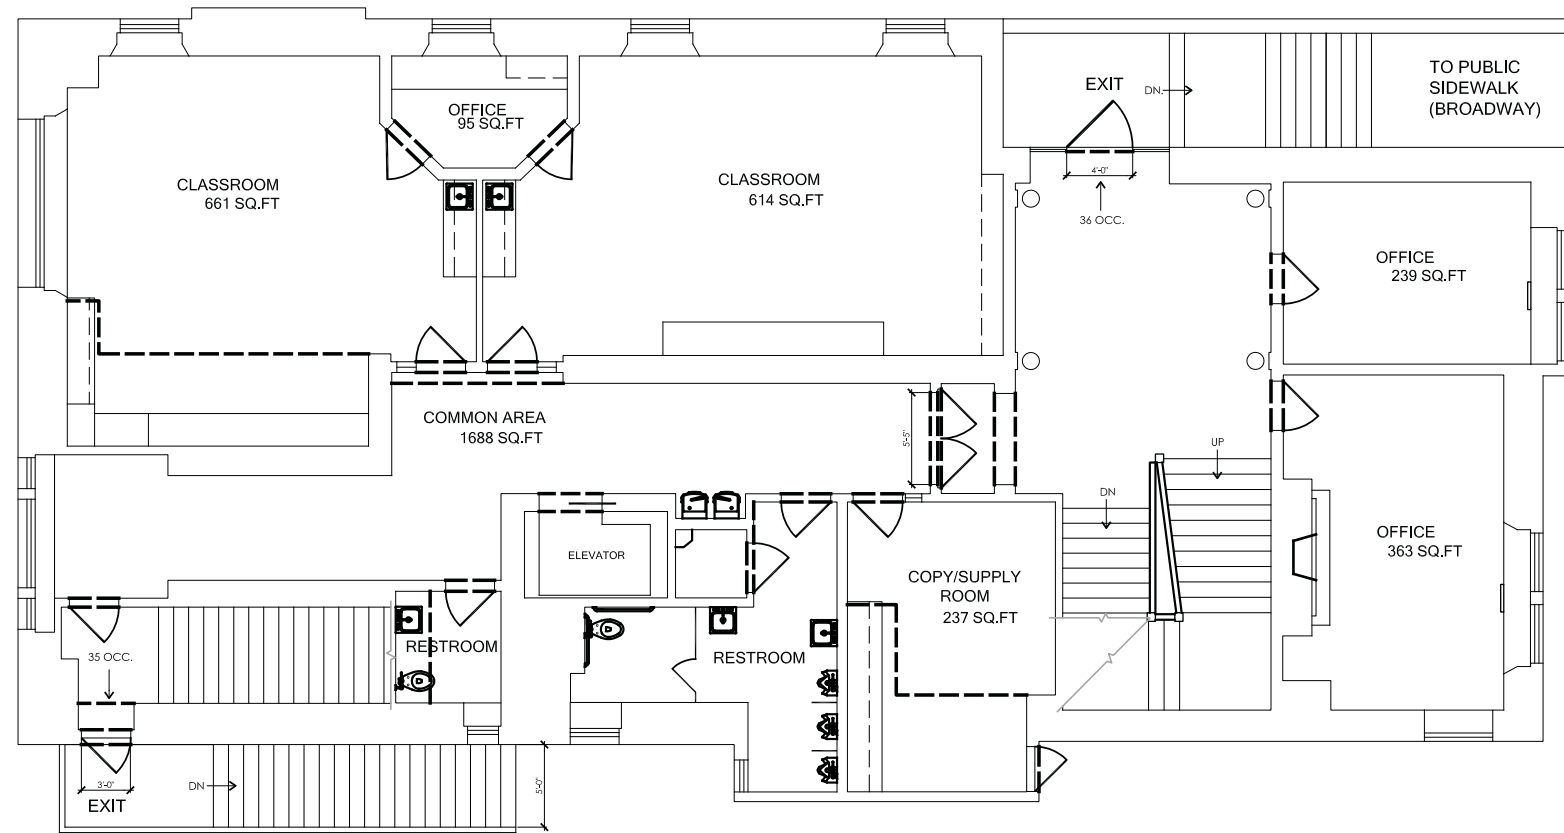 TO PUBLIC
SIDEWALK
(BROADWAY)
EXIT
DN.
OFFICE
95 SQ.FT
4'-0"
CLASSROOM
661 SQ.FT
CLASSROOM
614 SQ.FT
36 OCC.
OFFICE
239 SQ.FT
COMMON AREA
1688 SQ.FT
5'-5"
UP
DN
OFFICE
363 SQ.FT
ELEVATOR
COPY/SUPPLY
ROOM
237 SQ.FT
RESTROOM
RESTROOM
35 OCC.
3'-0"
DN
5'-0"
EXIT